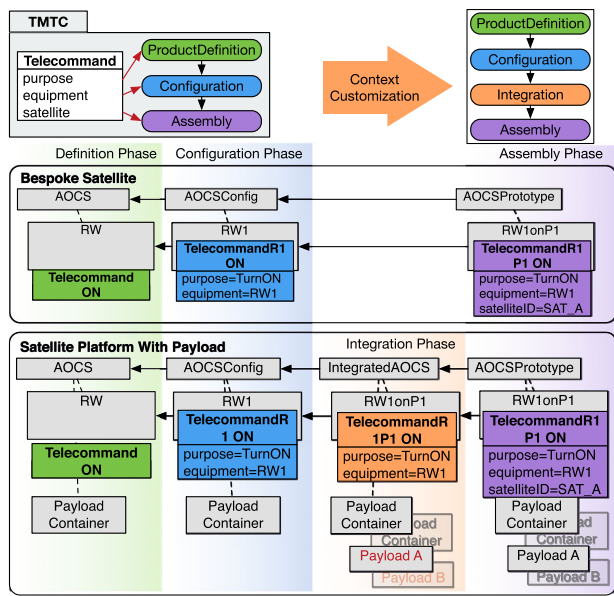 TMTC
Telecommand
purpose
equipment
satellite
ProductDefinition
Configuration
Assembly
Context
Customization
ProductDefinition
Configuration
Integration
Assembly
Definition Phase
Configuration Phase
Assembly Phase
Bespoke Satellite
AOCS
AOCSConfig
AOCSPrototype
RW
RW1
RW1onP1
Telecommand
ON
TelecommandR1
ON
purpose=TurnON
equipment=RW1
TelecommandR1
P1 ON
purpose=TurnON
equipment=RW1
satelliteID=SAT_A
Satellite Platform With Payload
Integration Phase
AOCS
AOCSConfig
IntegratedAOCS
AOCSPrototype
RW
RW1
RW1onP1
RW1onP1
Telecommand
ON
TelecommandR
1 ON
purpose=TurnON
equipment=RW1
TelecommandR
1P1 ON
purpose=TurnON
equipment=RW1
TelecommandR1
P1 ON
purpose=TurnON
equipment=RW1
satelliteID=SAT_A
Payload
Container
Payload
Container
Payload
Container
Container
Payload A
Payload B
Payload
Container
Container
Payload A
Payload B